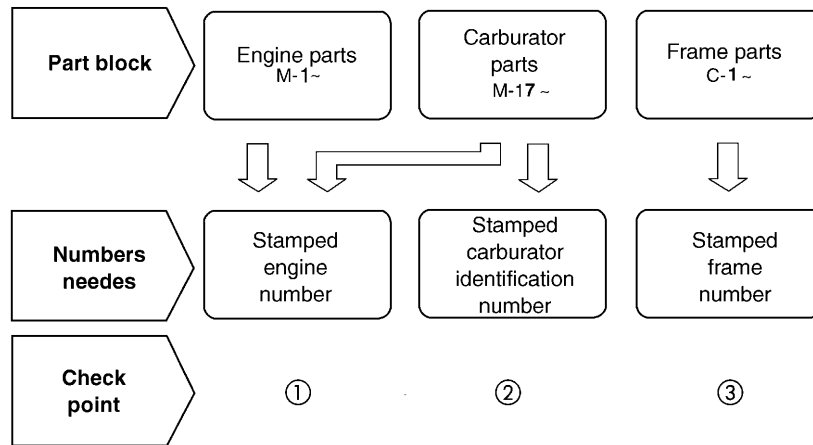 Part block
Engine parts
M-1~
Carburator
parts
M-17 ~
Frame parts
C-1~
Numbers
needes
Stamped
engine
number
Stamped
carburator
identification
number
Stamped
frame
number
Check
point
①
②
③